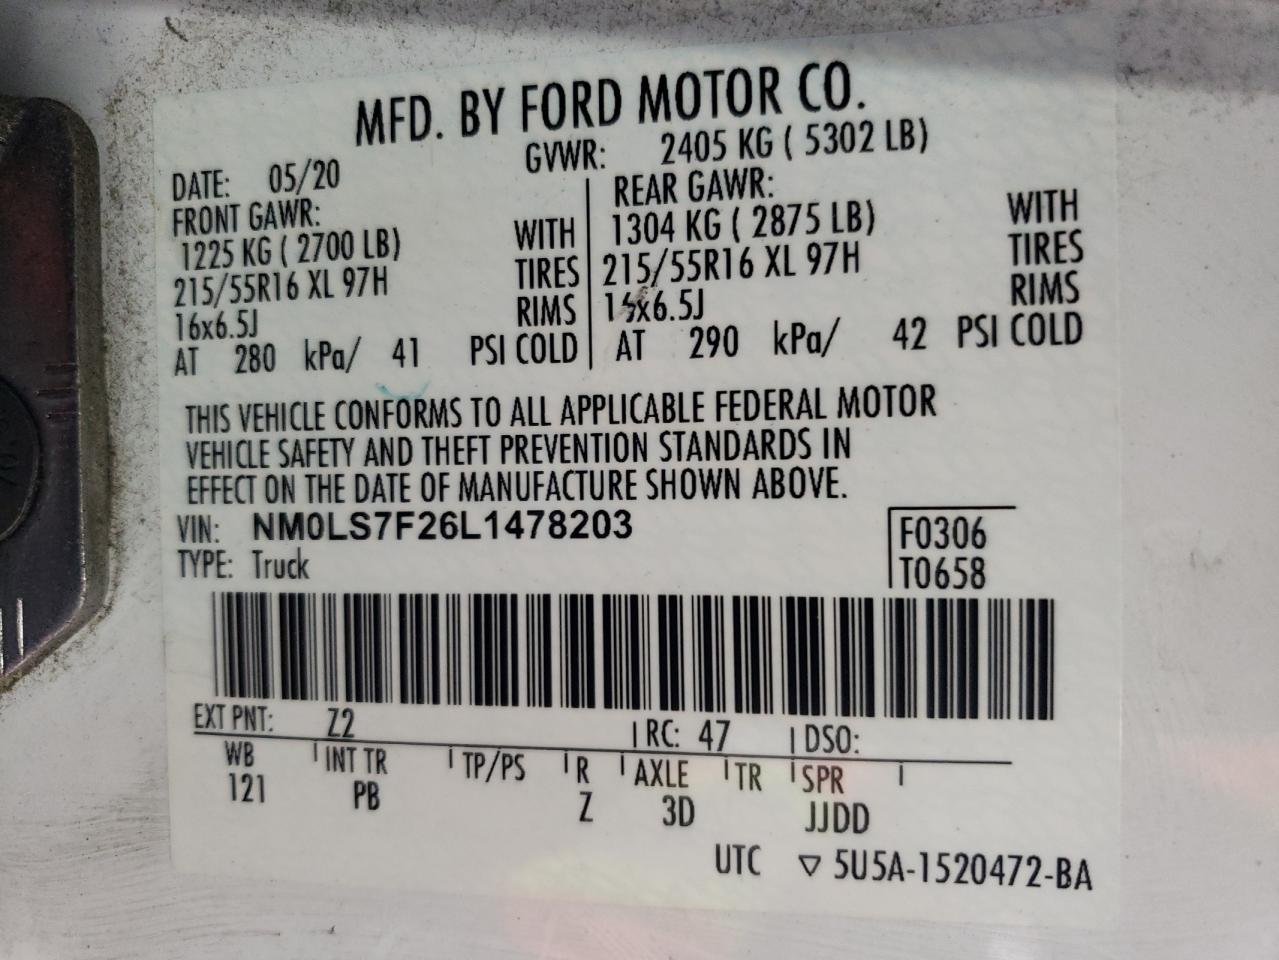 MFD. BY FORD MOTOR CO.
DATE: 05/20 GVWR: 2405 KG ( 5302 LB)
FRONT GAWR: REAR GAWR:
1225 KG ( 2700 LB) WITH 1304 KG ( 2875 LB) WITH
215/55R16 XL 97H TIRES 215/55R16 XL 97H TIRES
16x6.5J RIMS 16x6.5J RIMS
AT 280 kPa/ 41 PSI COLD AT 290 kPa/ 42 PSI COLD
THIS VEHICLE CONFORMS TO ALL APPLICABLE FEDERAL MOTOR
VEHICLE SAFETY AND THEFT PREVENTION STANDARDS IN
EFFECT ON THE DATE OF MANUFACTURE SHOWN ABOVE.
VIN: NM0LS7F26L1478203 F0306
TYPE: Truck T0658
EXT PNT: Z2 RC: 47 DSO:
WB INT TR TP/PS R AXLE TR SPR
121 PB Z 3D JJDD
UTC ▽ 5U5A-1520472-BA